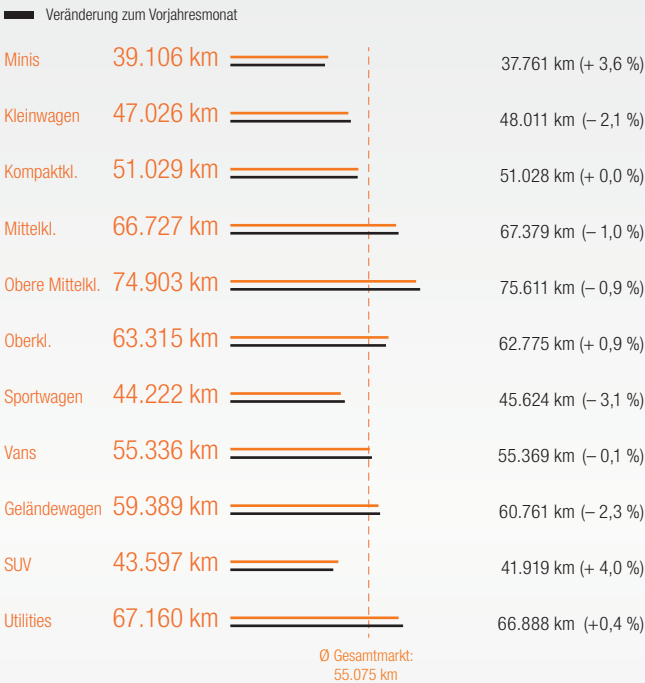 Veränderung zum Vorjahresmonat
Minis 39.106 km 37.761 km (+ 3,6 %)
Kleinwagen 47.026 km 48.011 km (– 2,1 %)
Kompaktkl. 51.029 km 51.028 km (+ 0,0 %)
Mittelkl. 66.727 km 67.379 km (– 1,0 %)
Obere Mittelkl. 74.903 km 75.611 km (– 0,9 %)
Oberkl. 63.315 km 62.775 km (+ 0,9 %)
Sportwagen 44.222 km 45.624 km (– 3,1 %)
Vans 55.336 km 55.369 km (– 0,1 %)
Geländewagen 59.389 km 60.761 km (– 2,3 %)
SUV 43.597 km 41.919 km (+ 4,0 %)
Utilities 67.160 km 66.888 km (+0,4 %)
Ø Gesamtmarkt:
55.075 km